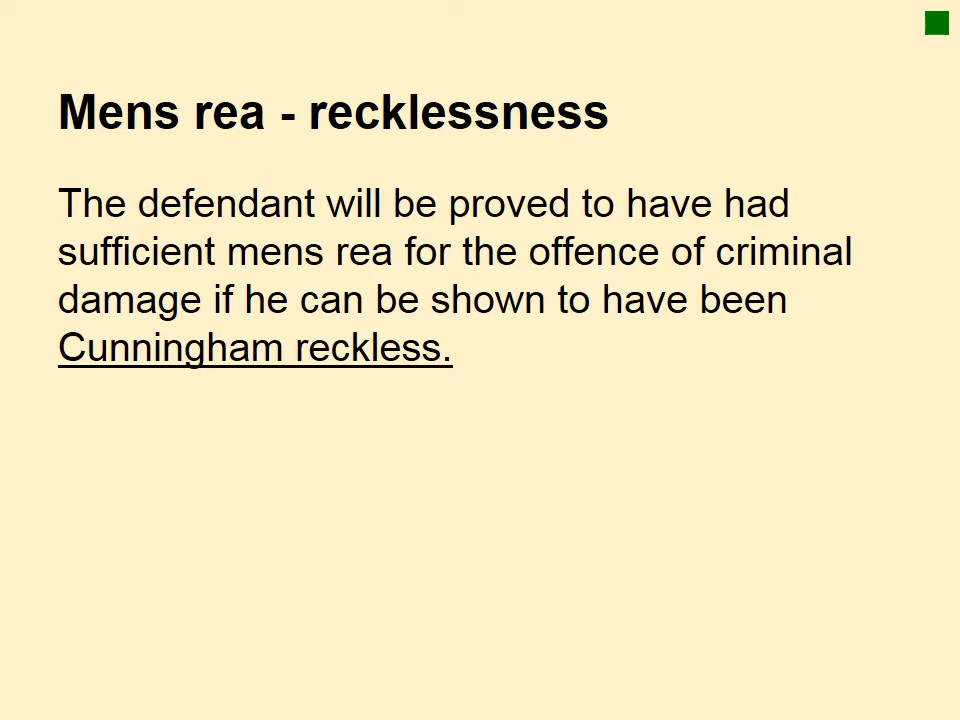 Mens rea - recklessness
The defendant will be proved to have had
sufficient mens rea for the offence of criminal
damage if he can be shown to have been
Cunningham reckless.